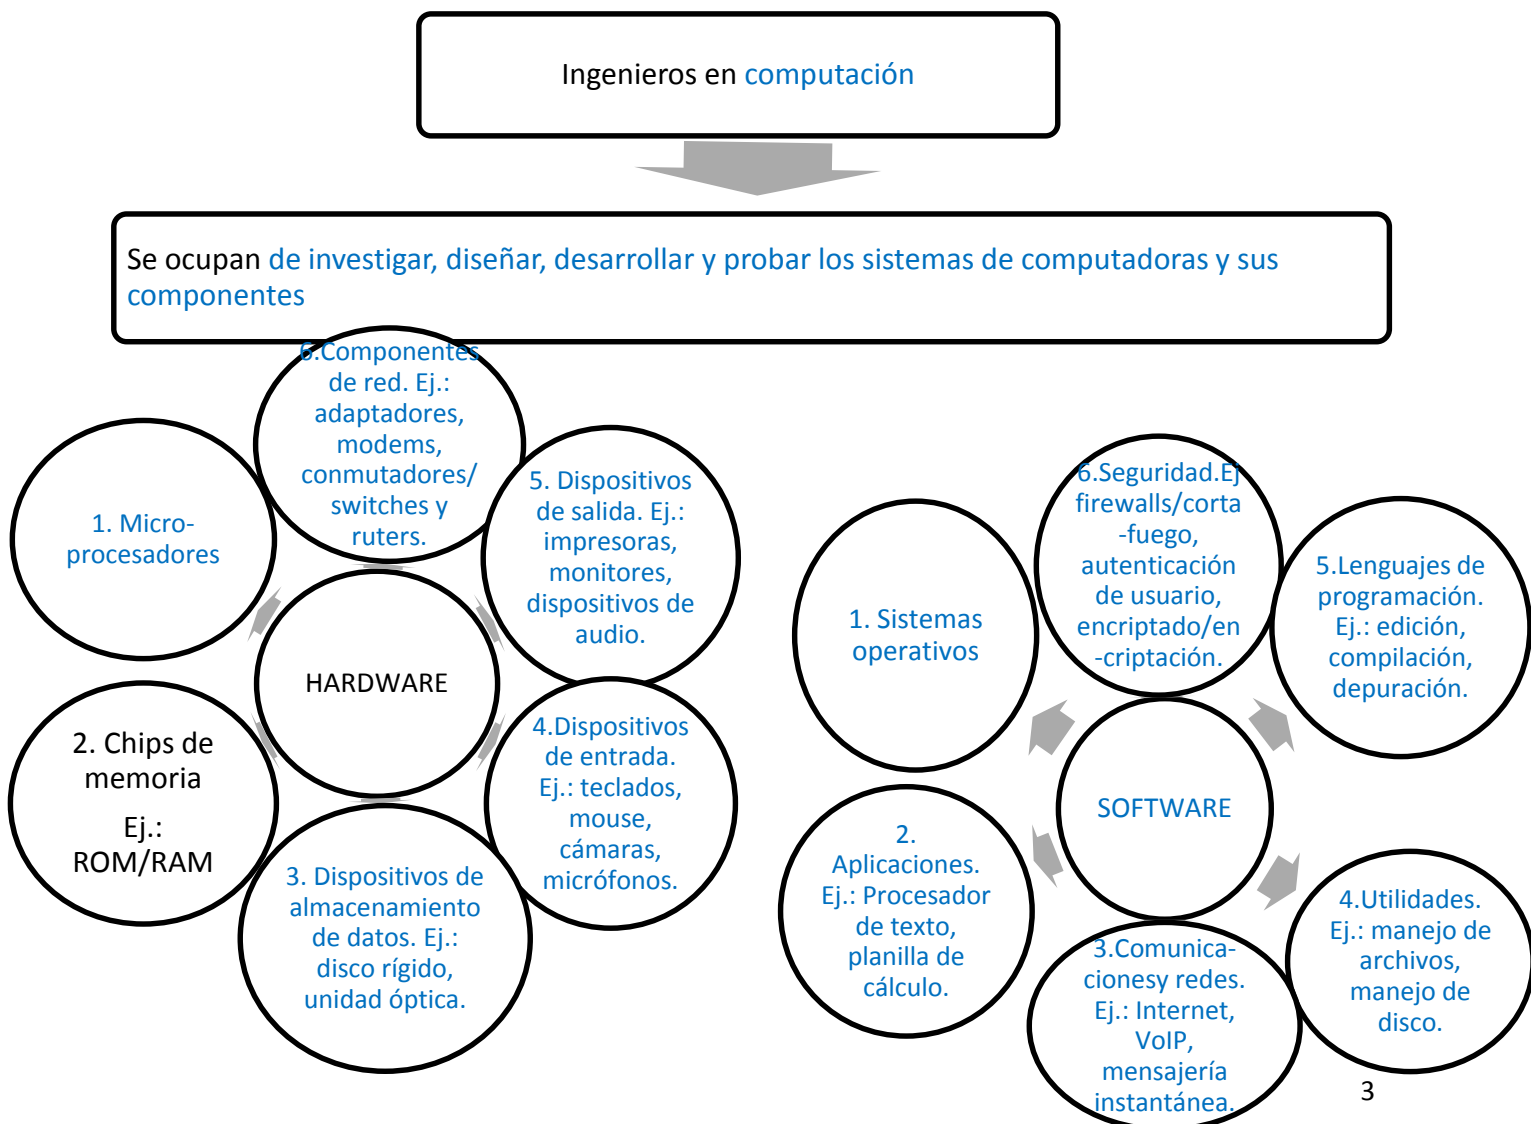 Ingenieros en computación
Se ocupan de investigar, diseñar, desarrollar y probar los sistemas de computadoras y sus
componentes
HARDWARE
1. Micro-
procesadores
2. Chips de
memoria
Ej.:
ROM/RAM
3. Dispositivos de
almacenamiento
de datos. Ej.:
disco rígido,
unidad óptica.
4.Dispositivos
de entrada.
Ej.: teclados,
mouse,
cámaras,
micrófonos.
5. Dispositivos
de salida. Ej.:
impresoras,
monitores,
dispositivos de
audio.
6.Componentes
de red. Ej.:
adaptadores,
modems,
conmutadores/
switches y
ruters.
SOFTWARE
1. Sistemas
operativos
2.
Aplicaciones.
Ej.: Procesador
de texto,
planilla de
cálculo.
3.Comunica-
cionesy redes.
Ej.: Internet,
VoIP,
mensajería
instantánea.
4.Utilidades.
Ej.: manejo de
archivos,
manejo de
disco.
5.Lenguajes de
programación.
Ej.: edición,
compilación,
depuración.
6.Seguridad.Ej
firewalls/corta
-fuego,
autenticación
de usuario,
encriptado/en
-criptación.
3